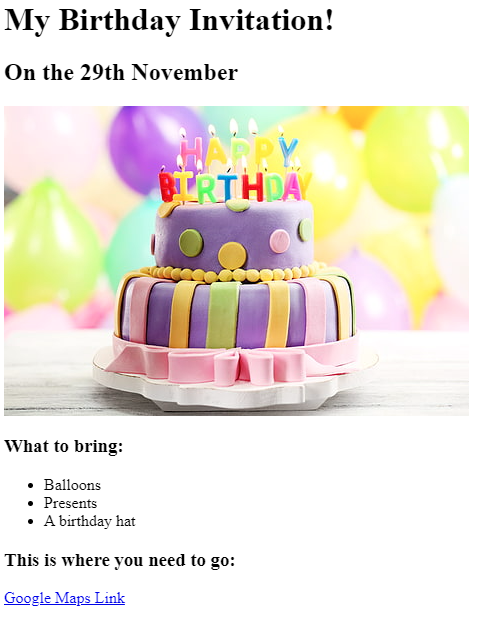 My Birthday Invitation!
On the 29th November
HAPPY
BIRTHDAY
What to bring:
Balloons
Presents
A birthday hat
This is where you need to go:
Google Maps Link